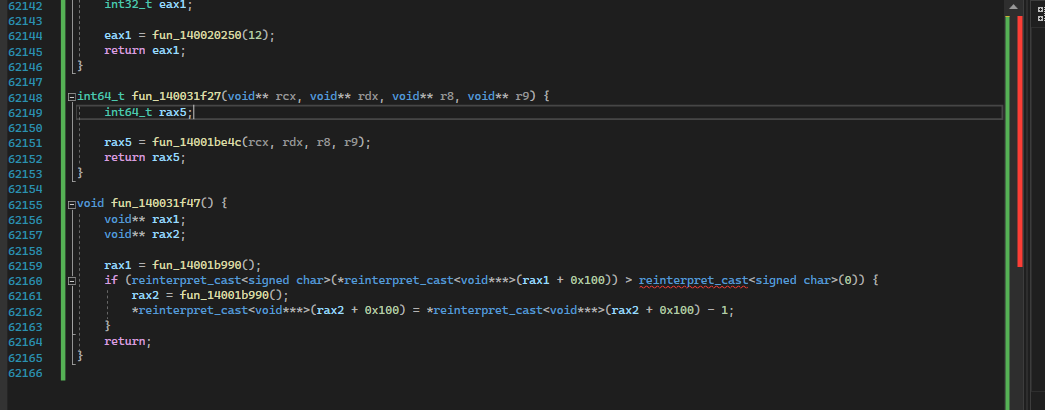 62142 int32_t eax1;
62143
62144 eax1 = fun_140020250(12);
62145 return eax1;
62146 }
62147
62148 int64_t fun_140031f27(void** rcx, void** rdx, void** r8, void** r9) {
62149 int64_t rax5;
62150
62151 rax5 = fun_14001be4c(rcx, rdx, r8, r9);
62152 return rax5;
62153 }
62154
62155 void fun_140031f47() {
62156 void** rax1;
62157 void** rax2;
62158
62159 rax1 = fun_14001b990();
62160 if (reinterpret_cast<signed char>(*reinterpret_cast<void***>(rax1 + 0x100)) > reinterpret_cast<signed char>(0)) {
62161 rax2 = fun_14001b990();
62162 *reinterpret_cast<void***>(rax2 + 0x100) = *reinterpret_cast<void***>(rax2 + 0x100) - 1;
62163 }
62164 return;
62165 }
62166